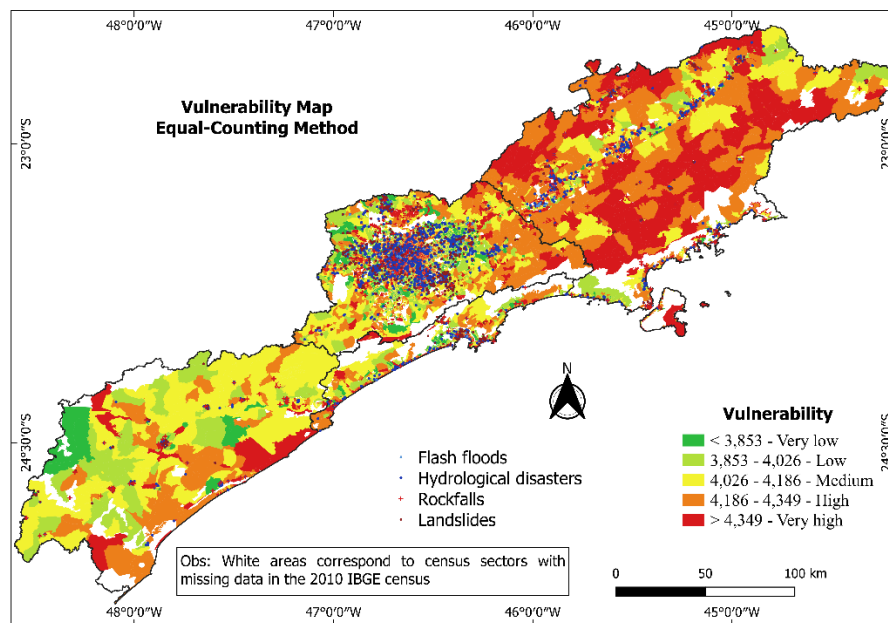 48°0'0"W 47°0'0"W 46°0'0"W 45°0'0"W
Vulnerability Map
Equal-Counting Method
23°0'0"S
23°0'0"S
N
24°30'0"S
24°30'0"S
Flash floods
Hydrological disasters
Rockfalls
Landslides
Vulnerability
< 3,853 - Very low
3,853 - 4,026 - Low
4,026 - 4,186 - Medium
4,186 - 4,349 - High
> 4,349 - Very high
Obs: White areas correspond to census sectors with
missing data in the 2010 IBGE census
0 50 100 km
48°0'0"W 47°0'0"W 46°0'0"W 45°0'0"W